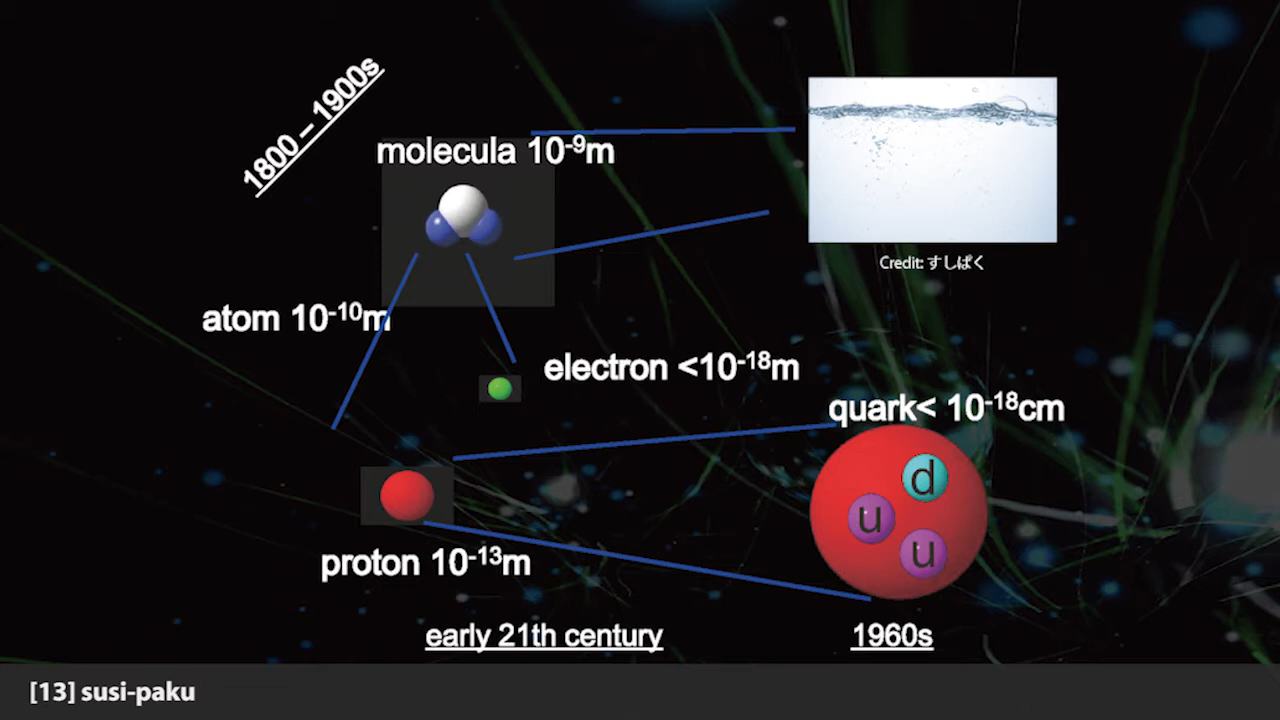 1800 – 1900s
molecula 10⁻⁹m
Credit: すしぱく
atom 10⁻¹⁰m
electron <10⁻¹⁸m
quark< 10⁻¹⁸cm
d
u
u
proton 10⁻¹³m
early 21th century
1960s
[13] susi-paku